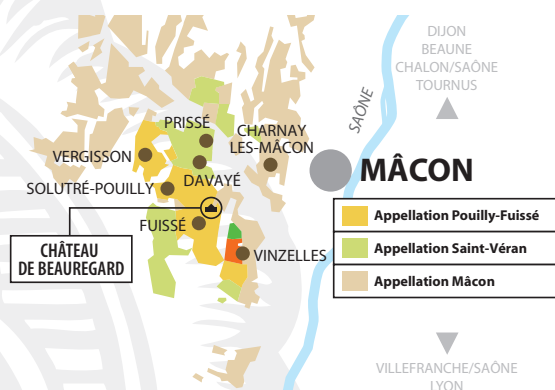 DIJON
BEAUNE
CHALON/SAÔNE
TOURNUS
SAÔNE
PRISSÉ
CHARNAY
LES-MÂCON
VERGISSON
MÂCON
SOLUTRÉ-POUILLY
DAVAYÉ
FUISSÉ
CHÂTEAU
DE BEAUREGARD
VINZELLES
Appellation Pouilly-Fuissé
Appellation Saint-Véran
Appellation Mâcon
VILLEFRANCHE/SAÔNE
LYON